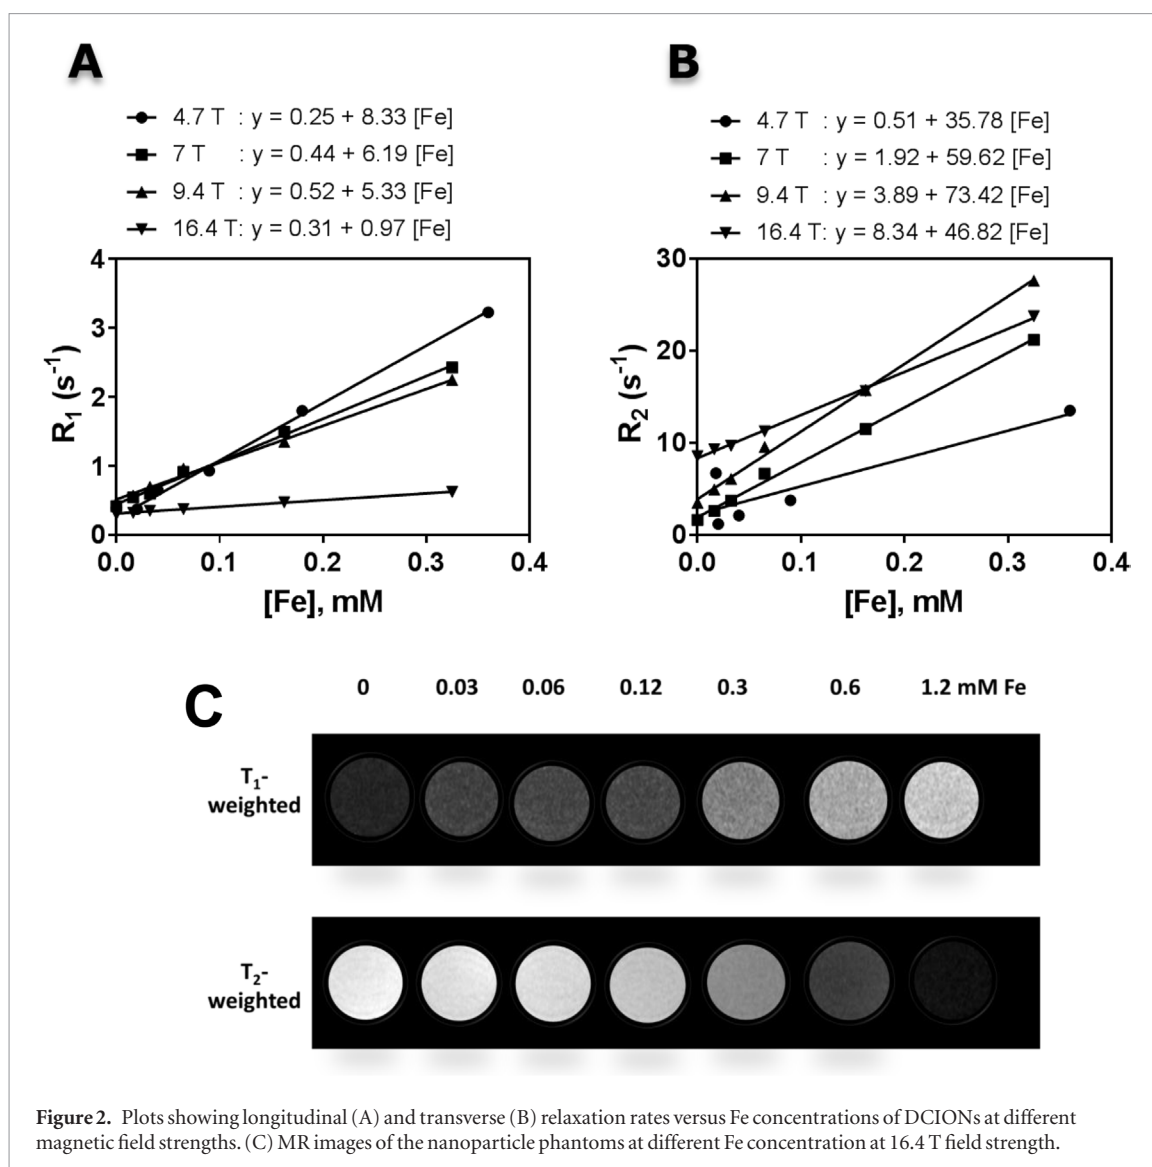 A
4.7 T : y = 0.25 + 8.33 [Fe]
7 T : y = 0.44 + 6.19 [Fe]
9.4 T : y = 0.52 + 5.33 [Fe]
16.4 T: y = 0.31 + 0.97 [Fe]
4
3
2
1
0
R1 (s-1)
0.0 0.1 0.2 0.3 0.4
[Fe], mM
B
4.7 T : y = 0.51 + 35.78 [Fe]
7 T : y = 1.92 + 59.62 [Fe]
9.4 T : y = 3.89 + 73.42 [Fe]
16.4 T: y = 8.34 + 46.82 [Fe]
30
20
10
0
R2 (s-1)
0.0 0.1 0.2 0.3 0.4
[Fe], mM
C
0 0.03 0.06 0.12 0.3 0.6 1.2 mM Fe
T1-
weighted
T2-
weighted
Figure 2. Plots showing longitudinal (A) and transverse (B) relaxation rates versus Fe concentrations of DCIONs at different
magnetic field strengths. (C) MR images of the nanoparticle phantoms at different Fe concentration at 16.4 T field strength.